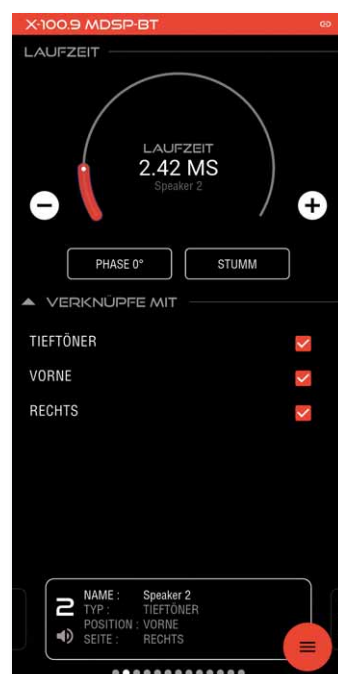 X-100.9 MDSP-BT
LAUFZEIT
LAUFZEIT
2.42 MS
Speaker 2
PHASE 0°
STUMM
VERKNÜPFE MIT
TIEFTÖNER
VORNE
RECHTS
2
NAME : Speaker 2
TYP : TIEFTÖNER
POSITION : VORNE
SEITE : RECHTS